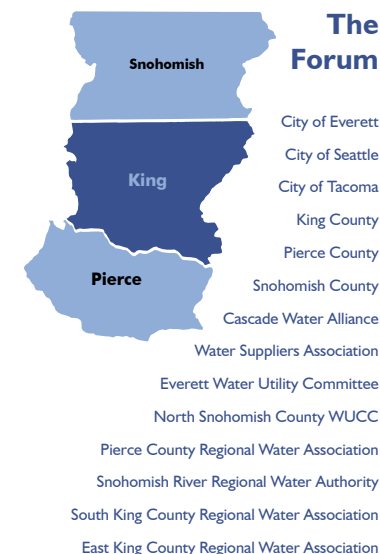 The
Forum
Snohomish
King
Pierce
City of Everett
City of Seattle
City of Tacoma
King County
Pierce County
Snohomish County
Cascade Water Alliance
Water Suppliers Association
Everett Water Utility Committee
North Snohomish County WUCC
Pierce County Regional Water Association
Snohomish River Regional Water Authority
South King County Regional Water Association
East King County Regional Water Association